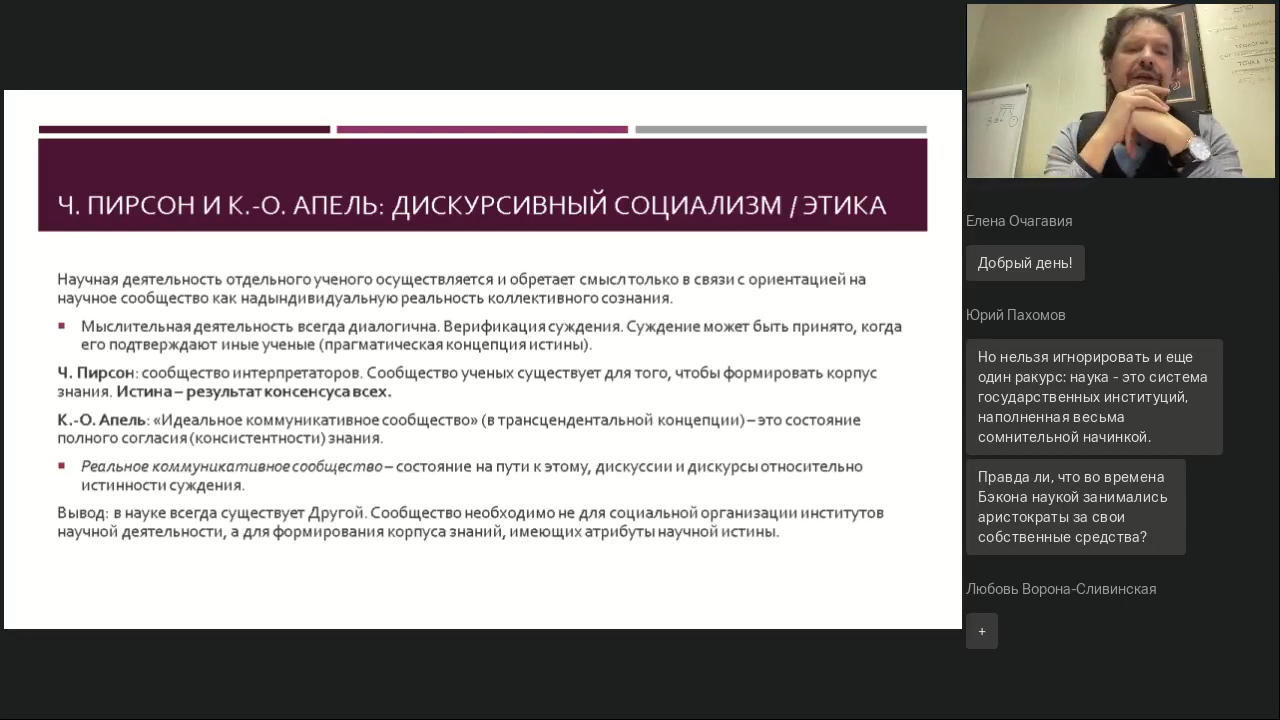 Ч. ПИРСОН И К.-О. АПЕЛЬ: ДИСКУРСИВНЫЙ СОЦИАЛИЗМ / ЭТИКА
Научная деятельность отдельного ученого осуществляется и обретает смысл только в связи с ориентацией на
научное сообщество как надындивидуальную реальность коллективного сознания.
Мыслительная деятельность всегда диалогична. Верификация суждения. Суждение может быть принято, когда
его подтверждают иные ученые (прагматическая концепция истины).
Ч. Пирсон: сообщество интерпретаторов. Сообщество ученых существует для того, чтобы формировать корпус
знания. Истина – результат консенсуса всех.
К.-О. Апель: «Идеальное коммуникативное сообщество» (в трансцендентальной концепции) – это состояние
полного согласия (консистентности) знания.
Реальное коммуникативное сообщество – состояние на пути к этому, дискуссии и дискурсы относительно
истинности суждения.
Вывод: в науке всегда существует Другой. Сообщество необходимо не для социальной организации институтов
научной деятельности, а для формирования корпуса знаний, имеющих атрибуты научной истины.
Елена Очагавия
Добрый день!
Юрий Пахомов
Но нельзя игнорировать и еще
один ракурс: наука - это система
государственных институций,
наполненная весьма
сомнительной начинкой.
Правда ли, что во времена
Бэкона наукой занимались
аристократы за свои
собственные средства?
Любовь Ворона-Сливинская
+